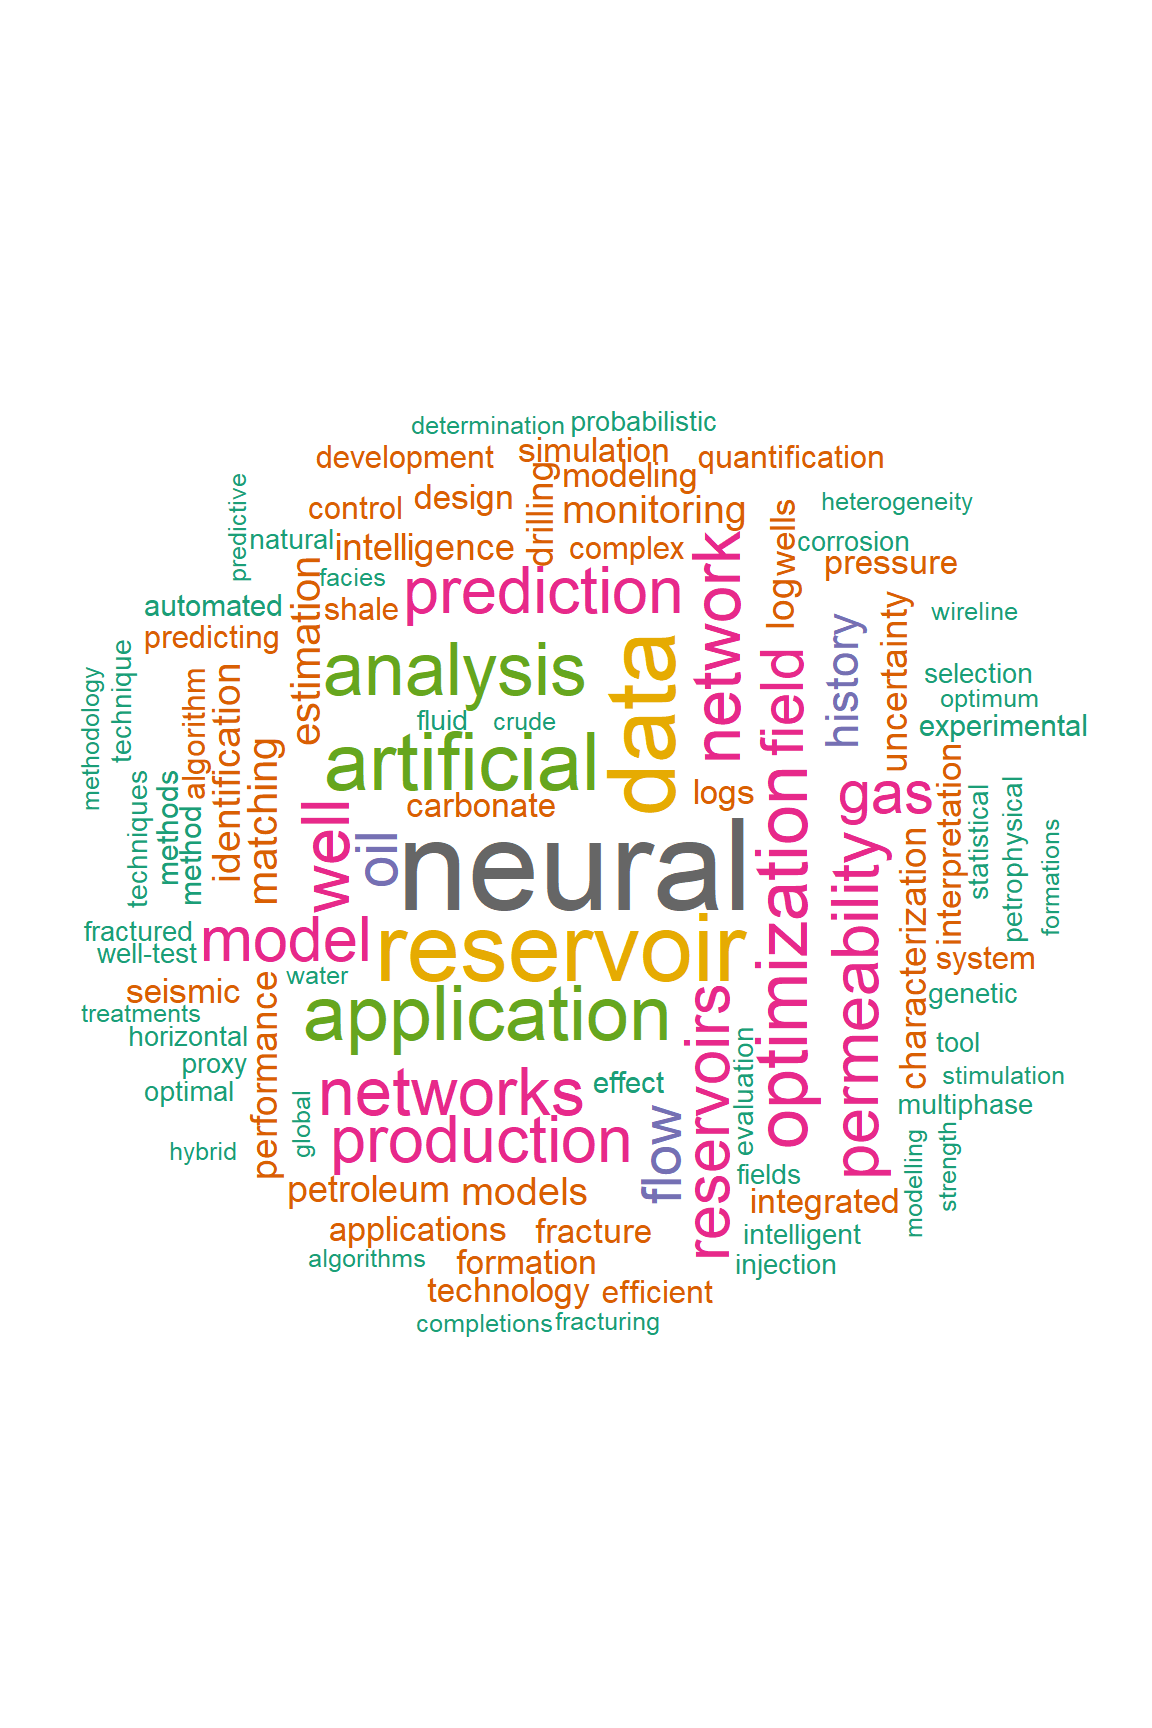 determination
probabilistic
development
simulation
quantification
modeling
predictive
control
design
drilling
monitoring
wells
heterogeneity
natural
intelligence
complex
network
log
corrosion
pressure
facies
prediction
automated
shale
estimation
predicting
history
uncertainty
wireline
methodology
technique
analysis
data
field
selection
optimum
algorithm
identification
matching
fluid
crude
experimental
artificial
techniques
methods
method
carbonate
logs
gas
interpretation
statistical
petrophysical
formations
well
oil
neural
optimization
permeability
characterization
fractured
well-test
model
reservoir
system
seismic
water
treatments
performance
application
reservoirs
genetic
horizontal
proxy
optimal
tool
stimulation
multiphase
networks
effect
evaluation
global
hybrid
production
flow
fields
modelling
strength
petroleum
models
integrated
applications
fracture
intelligent
algorithms
formation
injection
technology
efficient
completions
fracturing